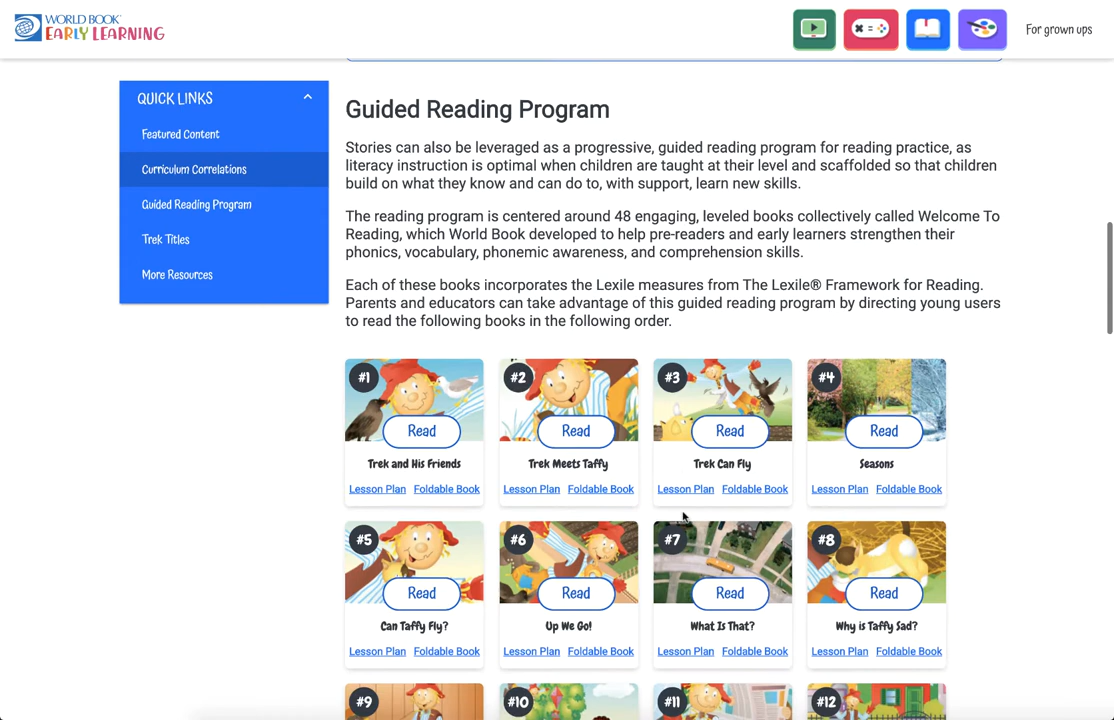 WORLD BOOK
EARLY LEARNING
For grown ups
QUICK LINKS
Featured Content
Curriculum Correlations
Guided Reading Program
Trek Titles
More Resources
Guided Reading Program
Stories can also be leveraged as a progressive, guided reading program for reading practice, as
literacy instruction is optimal when children are taught at their level and scaffolded so that children
build on what they know and can do to, with support, learn new skills.
The reading program is centered around 48 engaging, leveled books collectively called Welcome To
Reading, which World Book developed to help pre-readers and early learners strengthen their
phonics, vocabulary, phonemic awareness, and comprehension skills.
Each of these books incorporates the Lexile measures from The Lexile® Framework for Reading.
Parents and educators can take advantage of this guided reading program by directing young users
to read the following books in the following order.
#1 #2 #3 #4
Read Read Read Read
Trek and His Friends Trek Meets Taffy Trek Can Fly Seasons
Lesson Plan Foldable Book Lesson Plan Foldable Book Lesson Plan Foldable Book Lesson Plan Foldable Book
#5 #6 #7 #8
Read Read Read Read
Can Taffy Fly? Up We Go! What Is That? Why is Taffy Sad?
Lesson Plan Foldable Book Lesson Plan Foldable Book Lesson Plan Foldable Book Lesson Plan Foldable Book
#9 #10 #11 #12